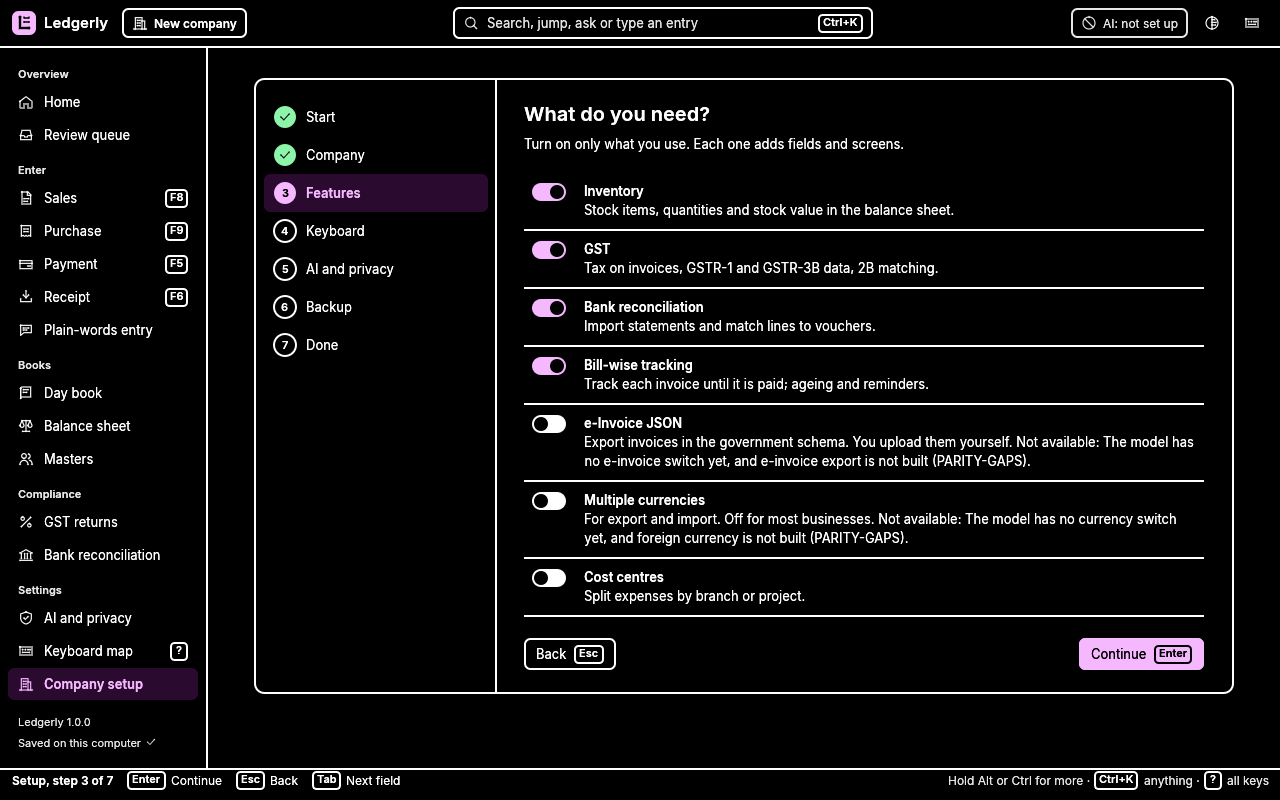 Ledgerly
New company
Search, jump, ask or type an entry
Ctrl+K
AI: not set up
Overview
Home
Review queue
Enter
Sales F8
Purchase F9
Payment F5
Receipt F6
Plain-words entry
Books
Day book
Balance sheet
Masters
Compliance
GST returns
Bank reconciliation
Settings
AI and privacy
Keyboard map ?
Company setup
Ledgerly 1.0.0
Saved on this computer
Start
Company
3 Features
4 Keyboard
5 AI and privacy
6 Backup
7 Done
What do you need?
Turn on only what you use. Each one adds fields and screens.
Inventory
Stock items, quantities and stock value in the balance sheet.
GST
Tax on invoices, GSTR-1 and GSTR-3B data, 2B matching.
Bank reconciliation
Import statements and match lines to vouchers.
Bill-wise tracking
Track each invoice until it is paid; ageing and reminders.
e-Invoice JSON
Export invoices in the government schema. You upload them yourself. Not available: The model has
no e-invoice switch yet, and e-invoice export is not built (PARITY-GAPS).
Multiple currencies
For export and import. Off for most businesses. Not available: The model has no currency switch
yet, and foreign currency is not built (PARITY-GAPS).
Cost centres
Split expenses by branch or project.
Back Esc
Continue Enter
Setup, step 3 of 7 Enter Continue Esc Back Tab Next field
Hold Alt or Ctrl for more · Ctrl+K anything · ? all keys